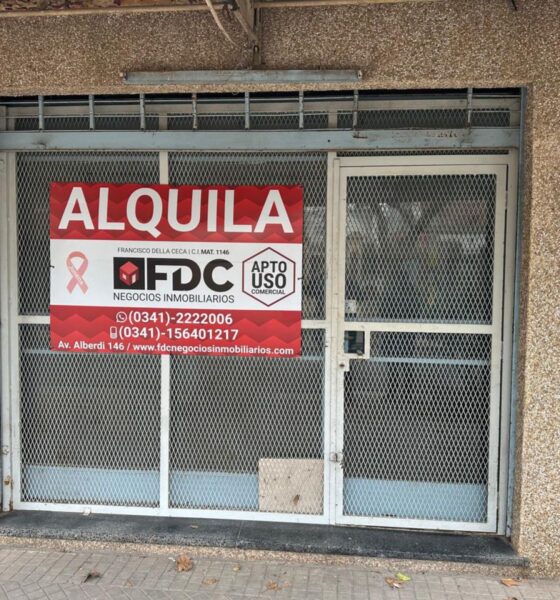 ALQUILA
FRANCISCO DELLA CECA | C.I. MAT. 1146
FDC
NEGOCIOS INMOBILIARIOS
APTO
USO
COMERCIAL
(0341)-2222006
(0341)-156401217
Av. Alberdi 146 / www.fdcnegociosinmobiliarios.com